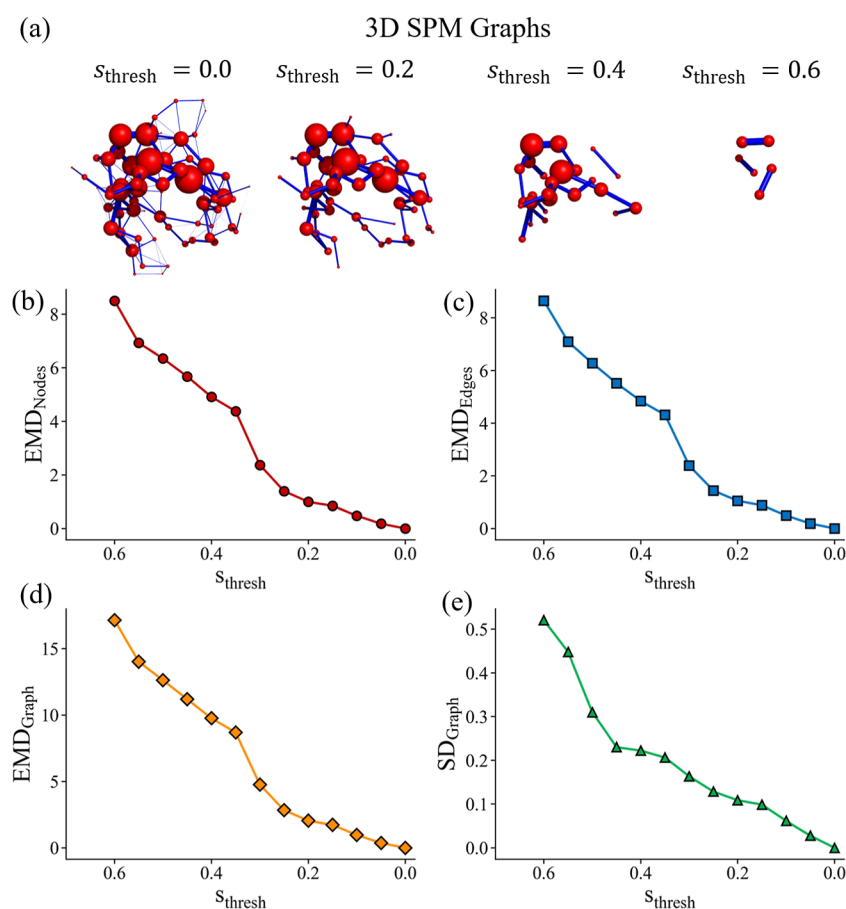 (a)
3D SPM Graphs
s_thresh = 0.0
s_thresh = 0.2
s_thresh = 0.4
s_thresh = 0.6
(b)
EMD_Nodes
8
6
4
2
0
0.6 0.4 0.2 0.0
s_thresh
(c)
EMD_Edges
8
6
4
2
0
0.6 0.4 0.2 0.0
s_thresh
(d)
EMD_Graph
15
10
5
0
0.6 0.4 0.2 0.0
s_thresh
(e)
SD_Graph
0.5
0.4
0.3
0.2
0.1
0.0
0.6 0.4 0.2 0.0
s_thresh